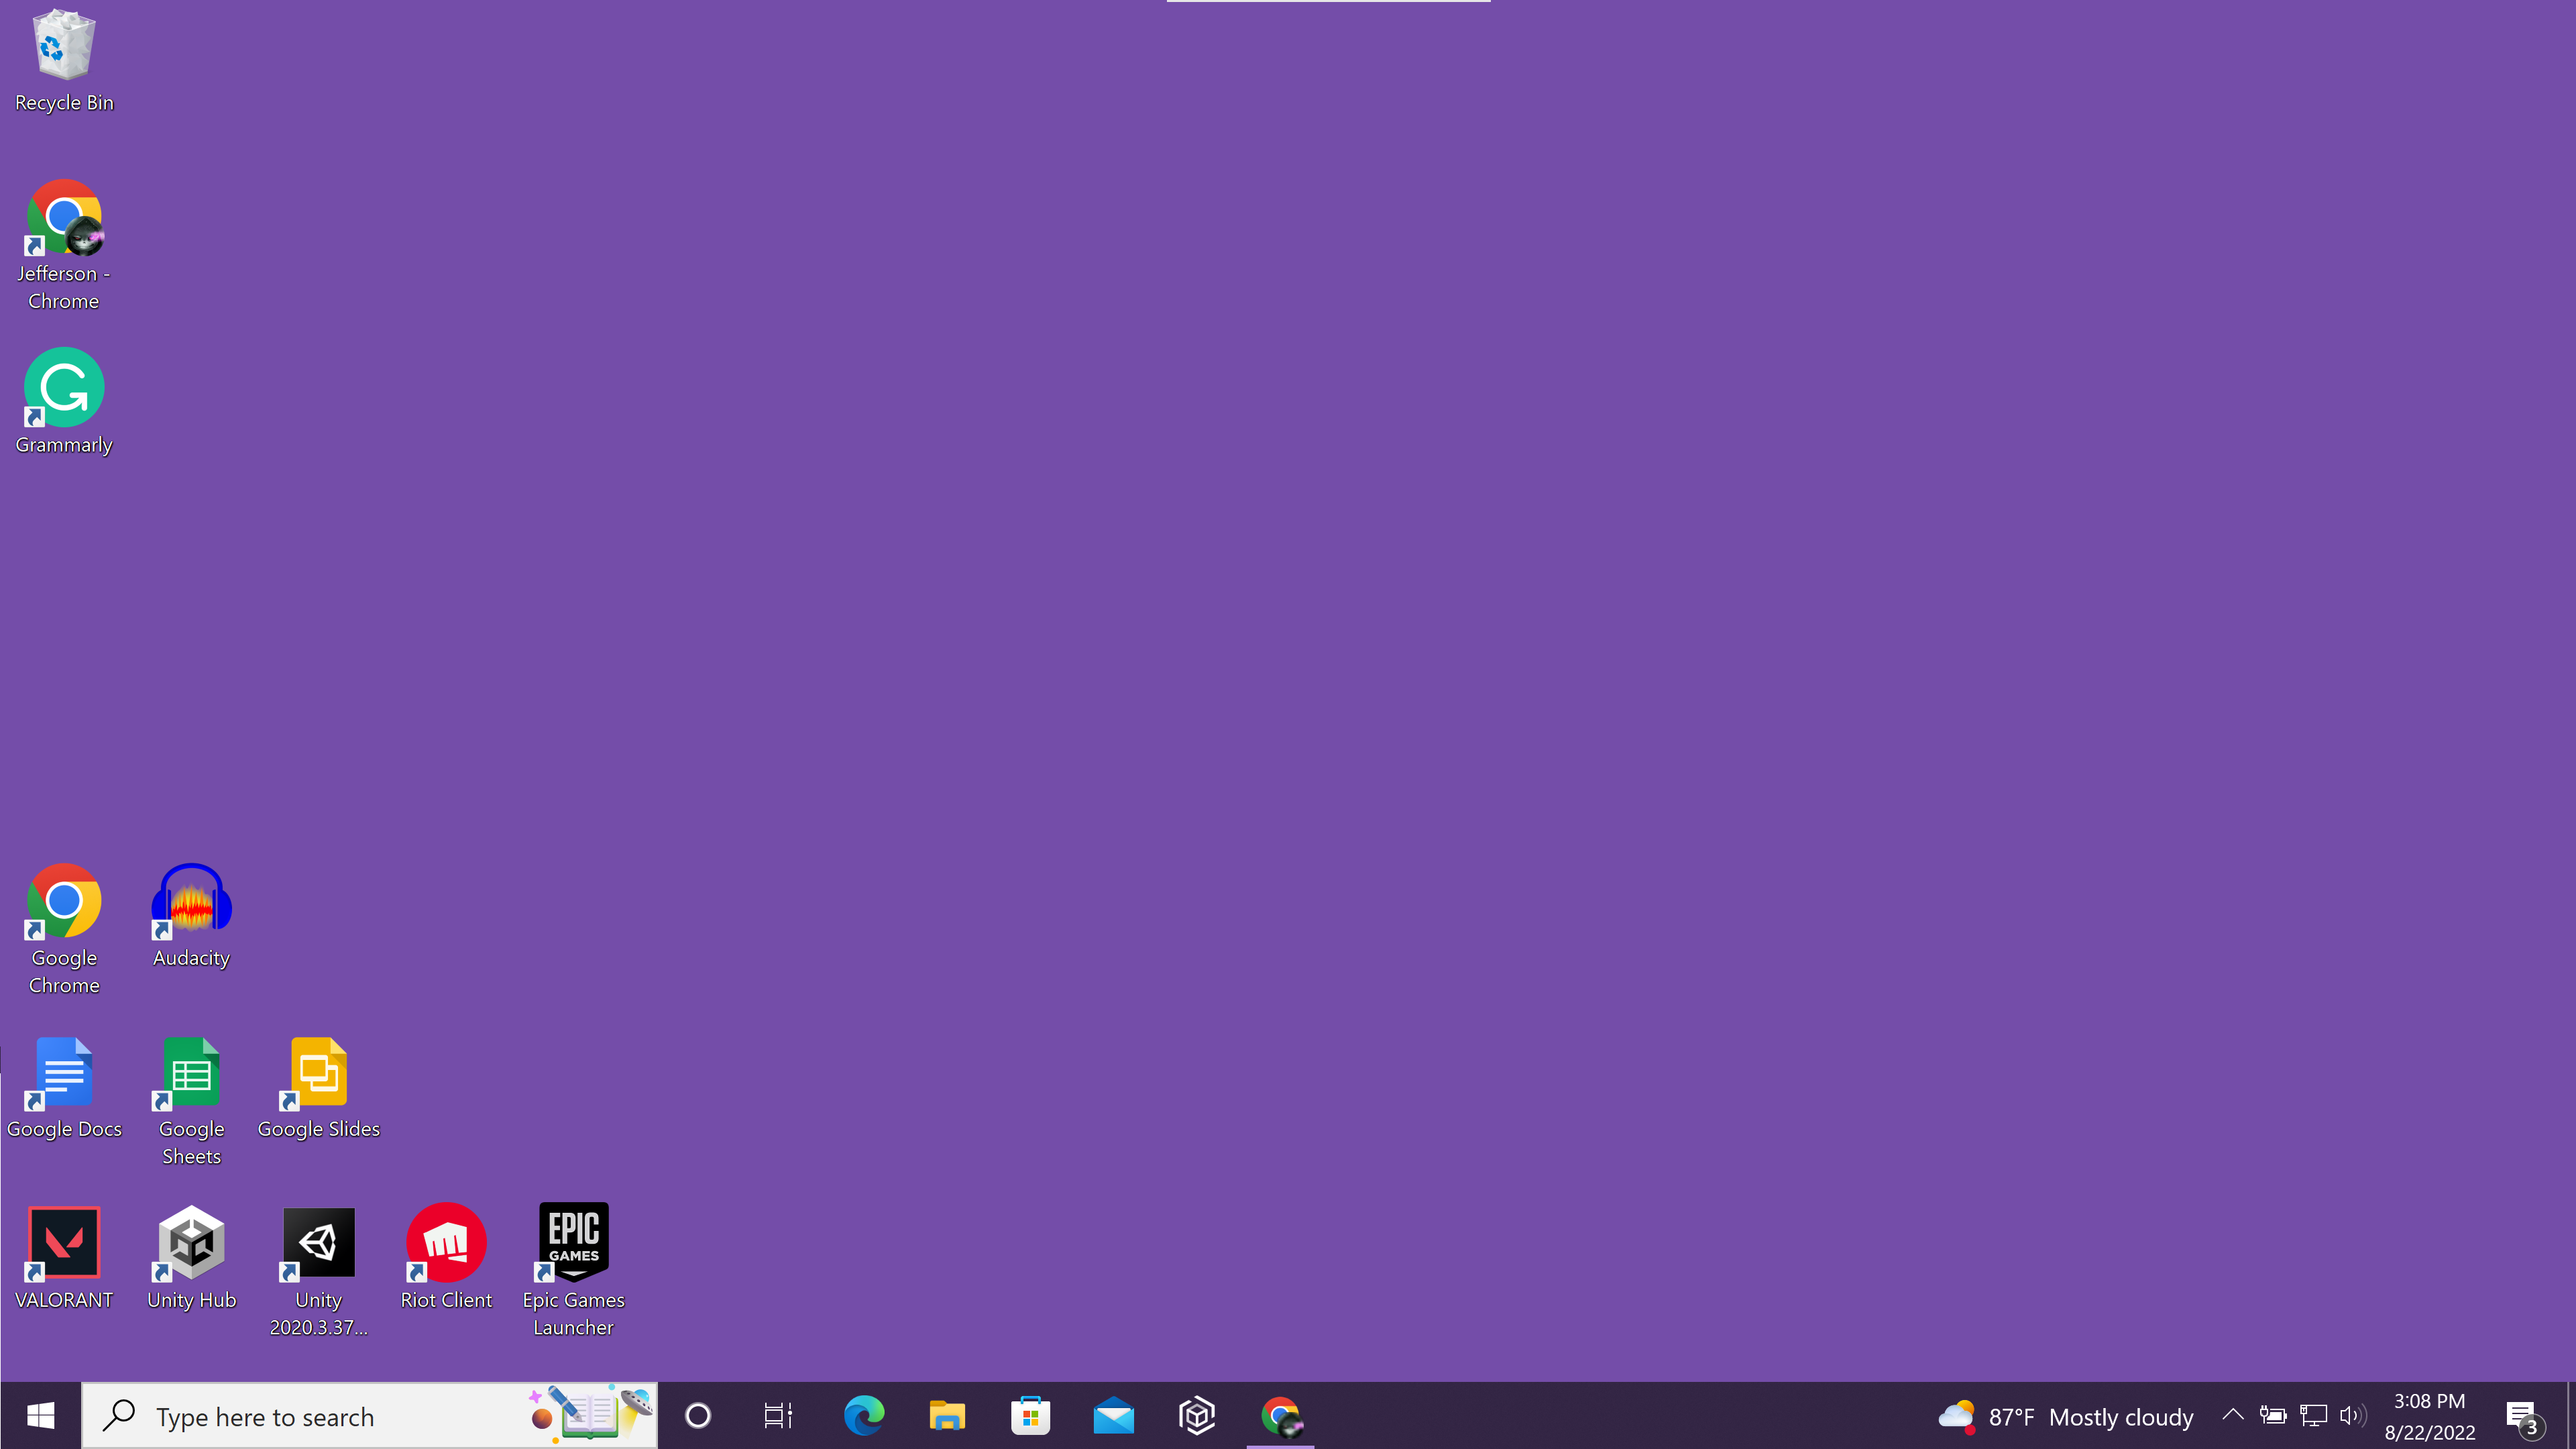 Recycle Bin
Jefferson -
Chrome
Grammarly
Google
Chrome
Audacity
Google Docs
Google
Sheets
Google Slides
VALORANT
Unity Hub
Unity
2020.3.37...
Riot Client
EPIC
GAMES
Epic Games
Launcher
Type here to search
87°F Mostly cloudy
3:08 PM
8/22/2022
3